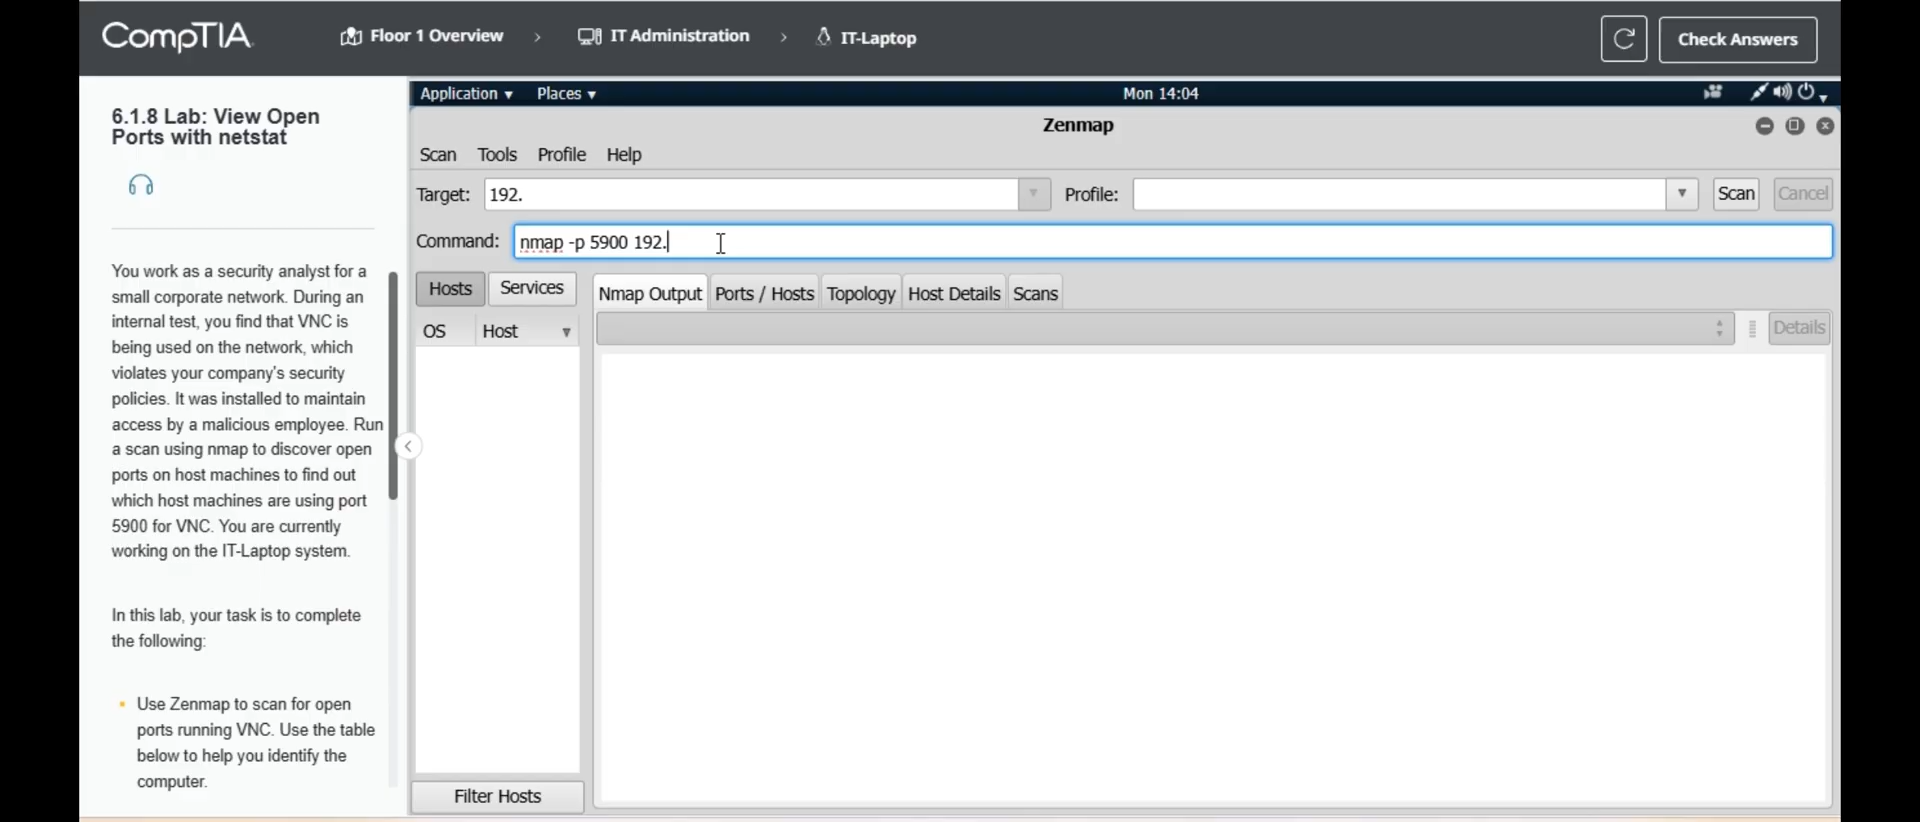 CompTIA.
Floor 1 Overview > IT Administration > IT-Laptop
Check Answers
6.1.8 Lab: View Open
Ports with netstat
You work as a security analyst for a
small corporate network. During an
internal test, you find that VNC is
being used on the network, which
violates your company's security
policies. It was installed to maintain
access by a malicious employee. Run
a scan using nmap to discover open
ports on host machines to find out
which host machines are using port
5900 for VNC. You are currently
working on the IT-Laptop system.
In this lab, your task is to complete
the following:
• Use Zenmap to scan for open
ports running VNC. Use the table
below to help you identify the
computer.
Application ▾ Places ▾ Mon 14:04
Zenmap
Scan Tools Profile Help
Target: 192. Profile: Scan Cancel
Command: nmap -p 5900 192.
Hosts Services
OS Host
Nmap Output Ports / Hosts Topology Host Details Scans
Details
Filter Hosts